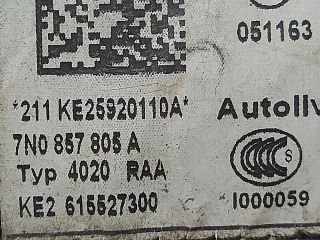 051163
*211 KE25920110A*
Autoliv
7N0 857 805 A
Typ 4020 RAA
S
KE2 615527300
I000059